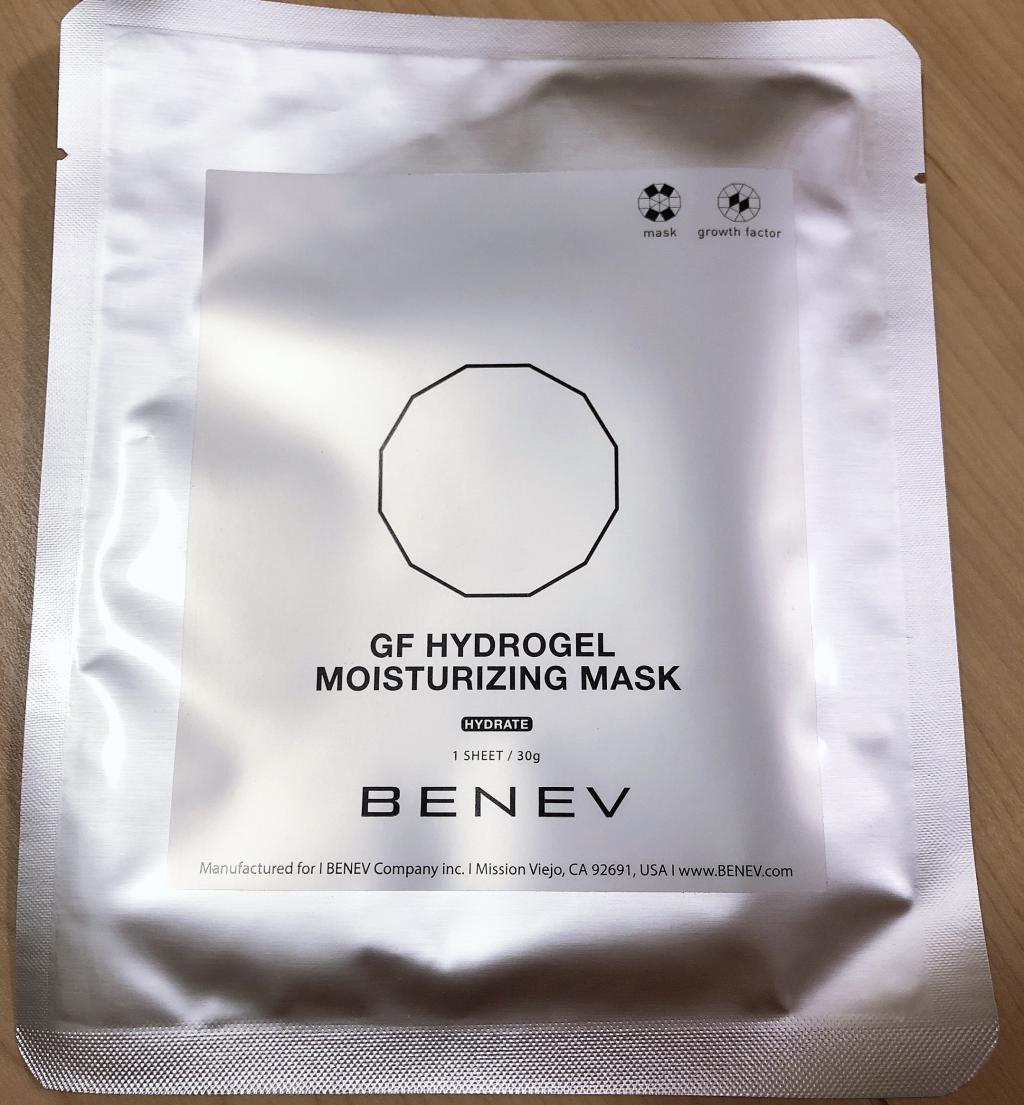 mask
growth factor
GF HYDROGEL
MOISTURIZING MASK
HYDRATE
1 SHEET / 30g
BENEV
Manufactured for l BENEV Company inc. l Mission Viejo, CA 92691, USA l www.BENEV.com